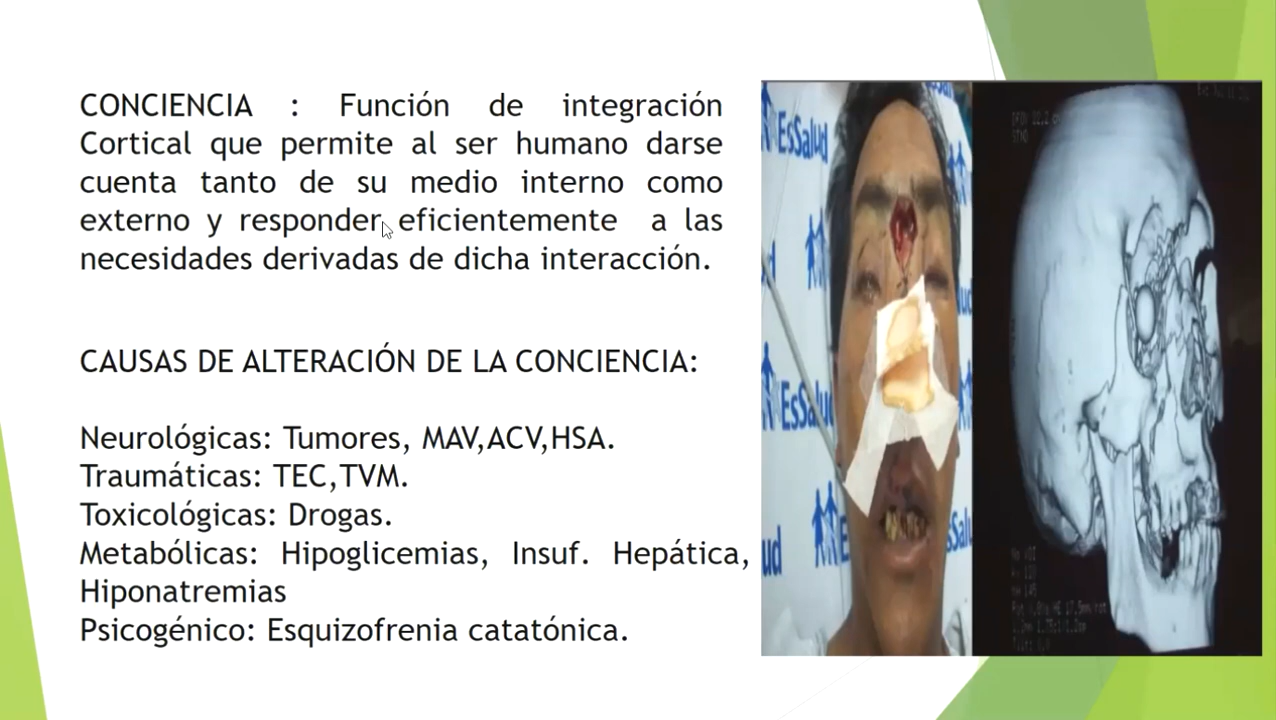 CONCIENCIA : Función de integración
Cortical que permite al ser humano darse
cuenta tanto de su medio interno como
externo y responder eficientemente a las
necesidades derivadas de dicha interacción.
CAUSAS DE ALTERACIÓN DE LA CONCIENCIA:
Neurológicas: Tumores, MAV,ACV,HSA.
Traumáticas: TEC,TVM.
Toxicológicas: Drogas.
Metabólicas: Hipoglicemias, Insuf. Hepática,
Hiponatremias
Psicogénico: Esquizofrenia catatónica.
EsSalud
EsSalud